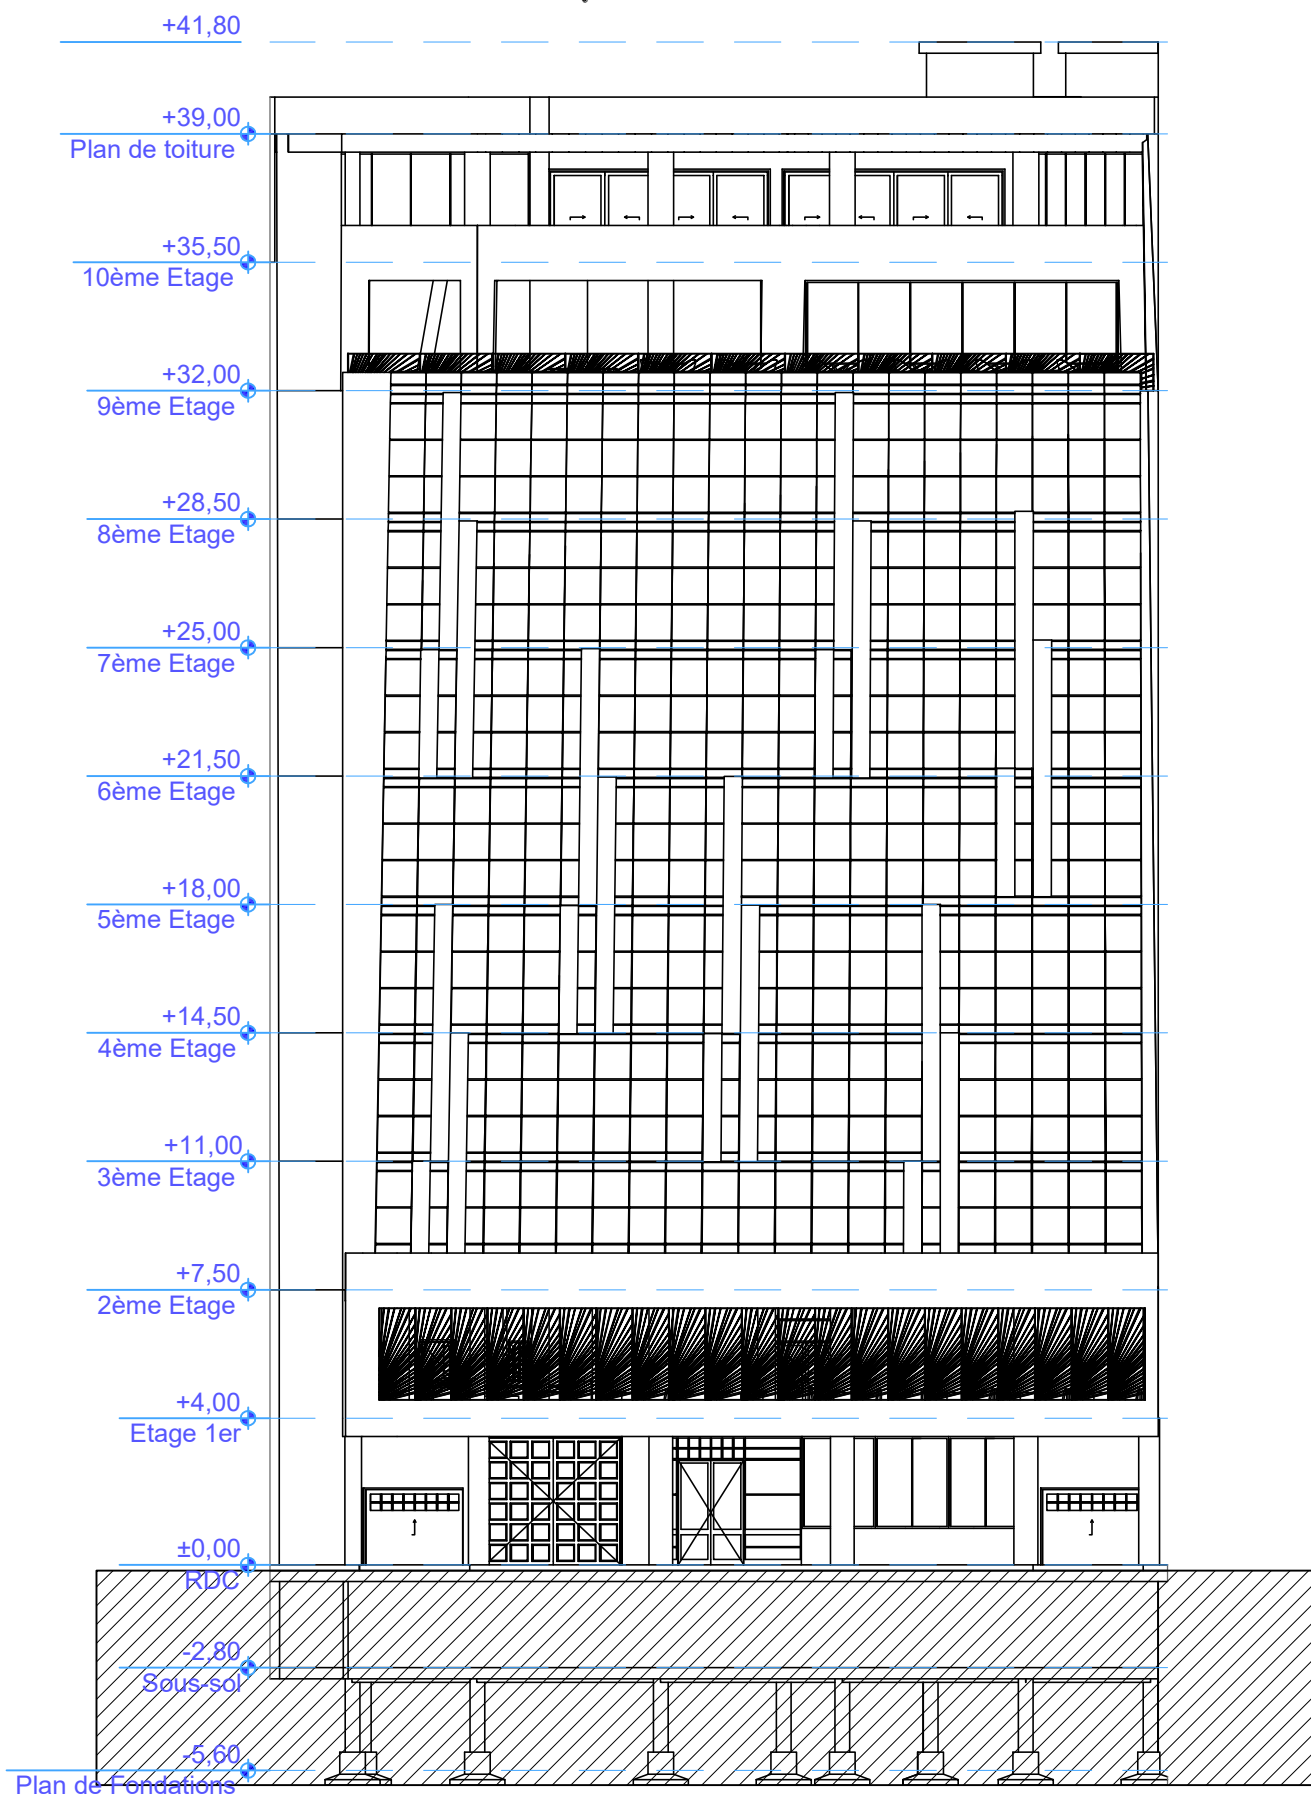 +41,80
+39,00
Plan de toiture
+35,50
10ème Etage
+32,00
9ème Etage
+28,50
8ème Etage
+25,00
7ème Etage
+21,50
6ème Etage
+18,00
5ème Etage
+14,50
4ème Etage
+11,00
3ème Etage
+7,50
2ème Etage
+4,00
Etage 1er
±0,00
RDC
-2,80
Sous-sol
-5,60
Plan de Fondations